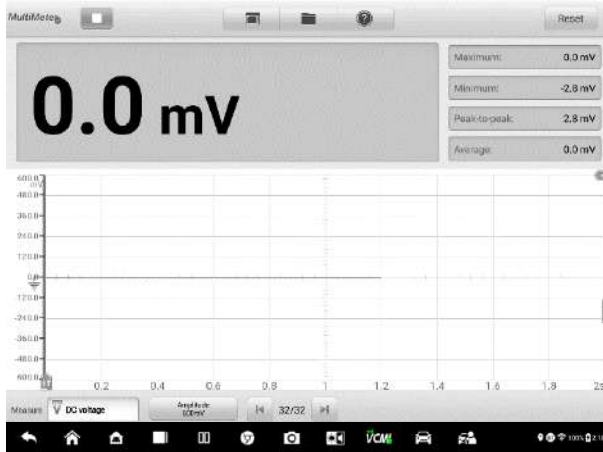 MultiMeter
Reset
0.0 mV
Maximum: 0.0 mV
Minimum: -2.8 mV
Peak-to-peak: 2.8 mV
Average: 0.0 mV
600.0
mV
480.0
360.0
240.0
120.0
0.0
-120.0
-240.0
-360.0
-480.0
0.2 0.4 0.6 0.8 1 1.2 1.4 1.6 1.8 2s
Measure DC voltage Amplitude 600mV 32/32
VCMI 100%